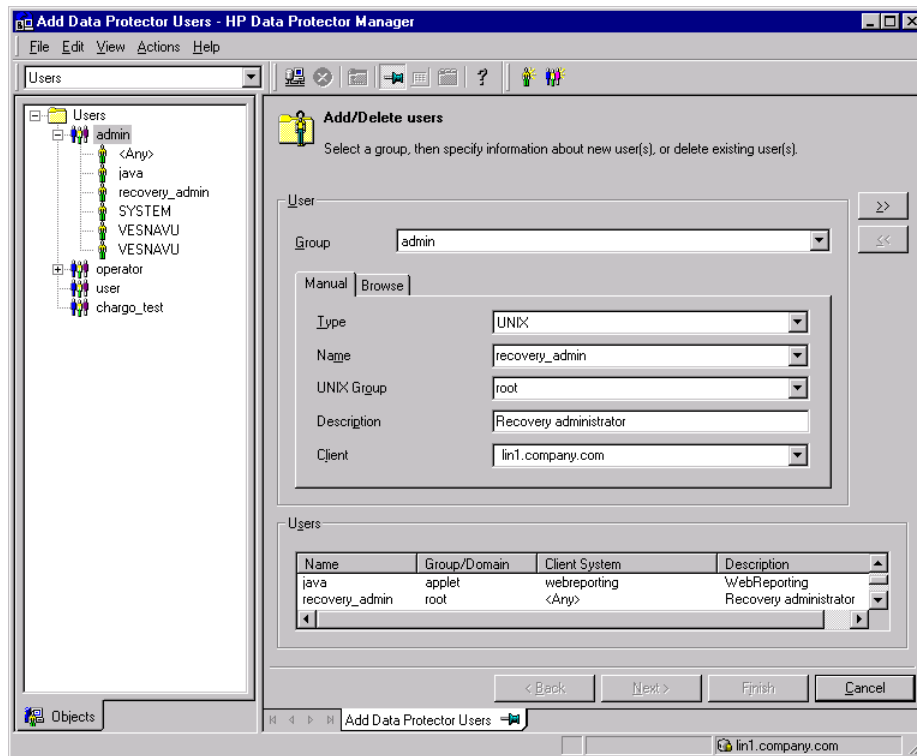 Add Data Protector Users - HP Data Protector Manager
File Edit View Actions Help
Users
Users
admin
<Any>
java
recovery_admin
SYSTEM
VESNAVU
VESNAVU
operator
user
chargo_test
Objects
Add/Delete users
Select a group, then specify information about new user(s), or delete existing user(s).
User
>>
<<
Group admin
Manual Browse
Type UNIX
Name recovery_admin
UNIX Group root
Description Recovery administrator
Client lin1.company.com
Users
Name Group/Domain Client System Description
java applet webreporting WebReporting
recovery_admin root <Any> Recovery administrator
< Back Next > Finish Cancel
Add Data Protector Users
lin1.company.com